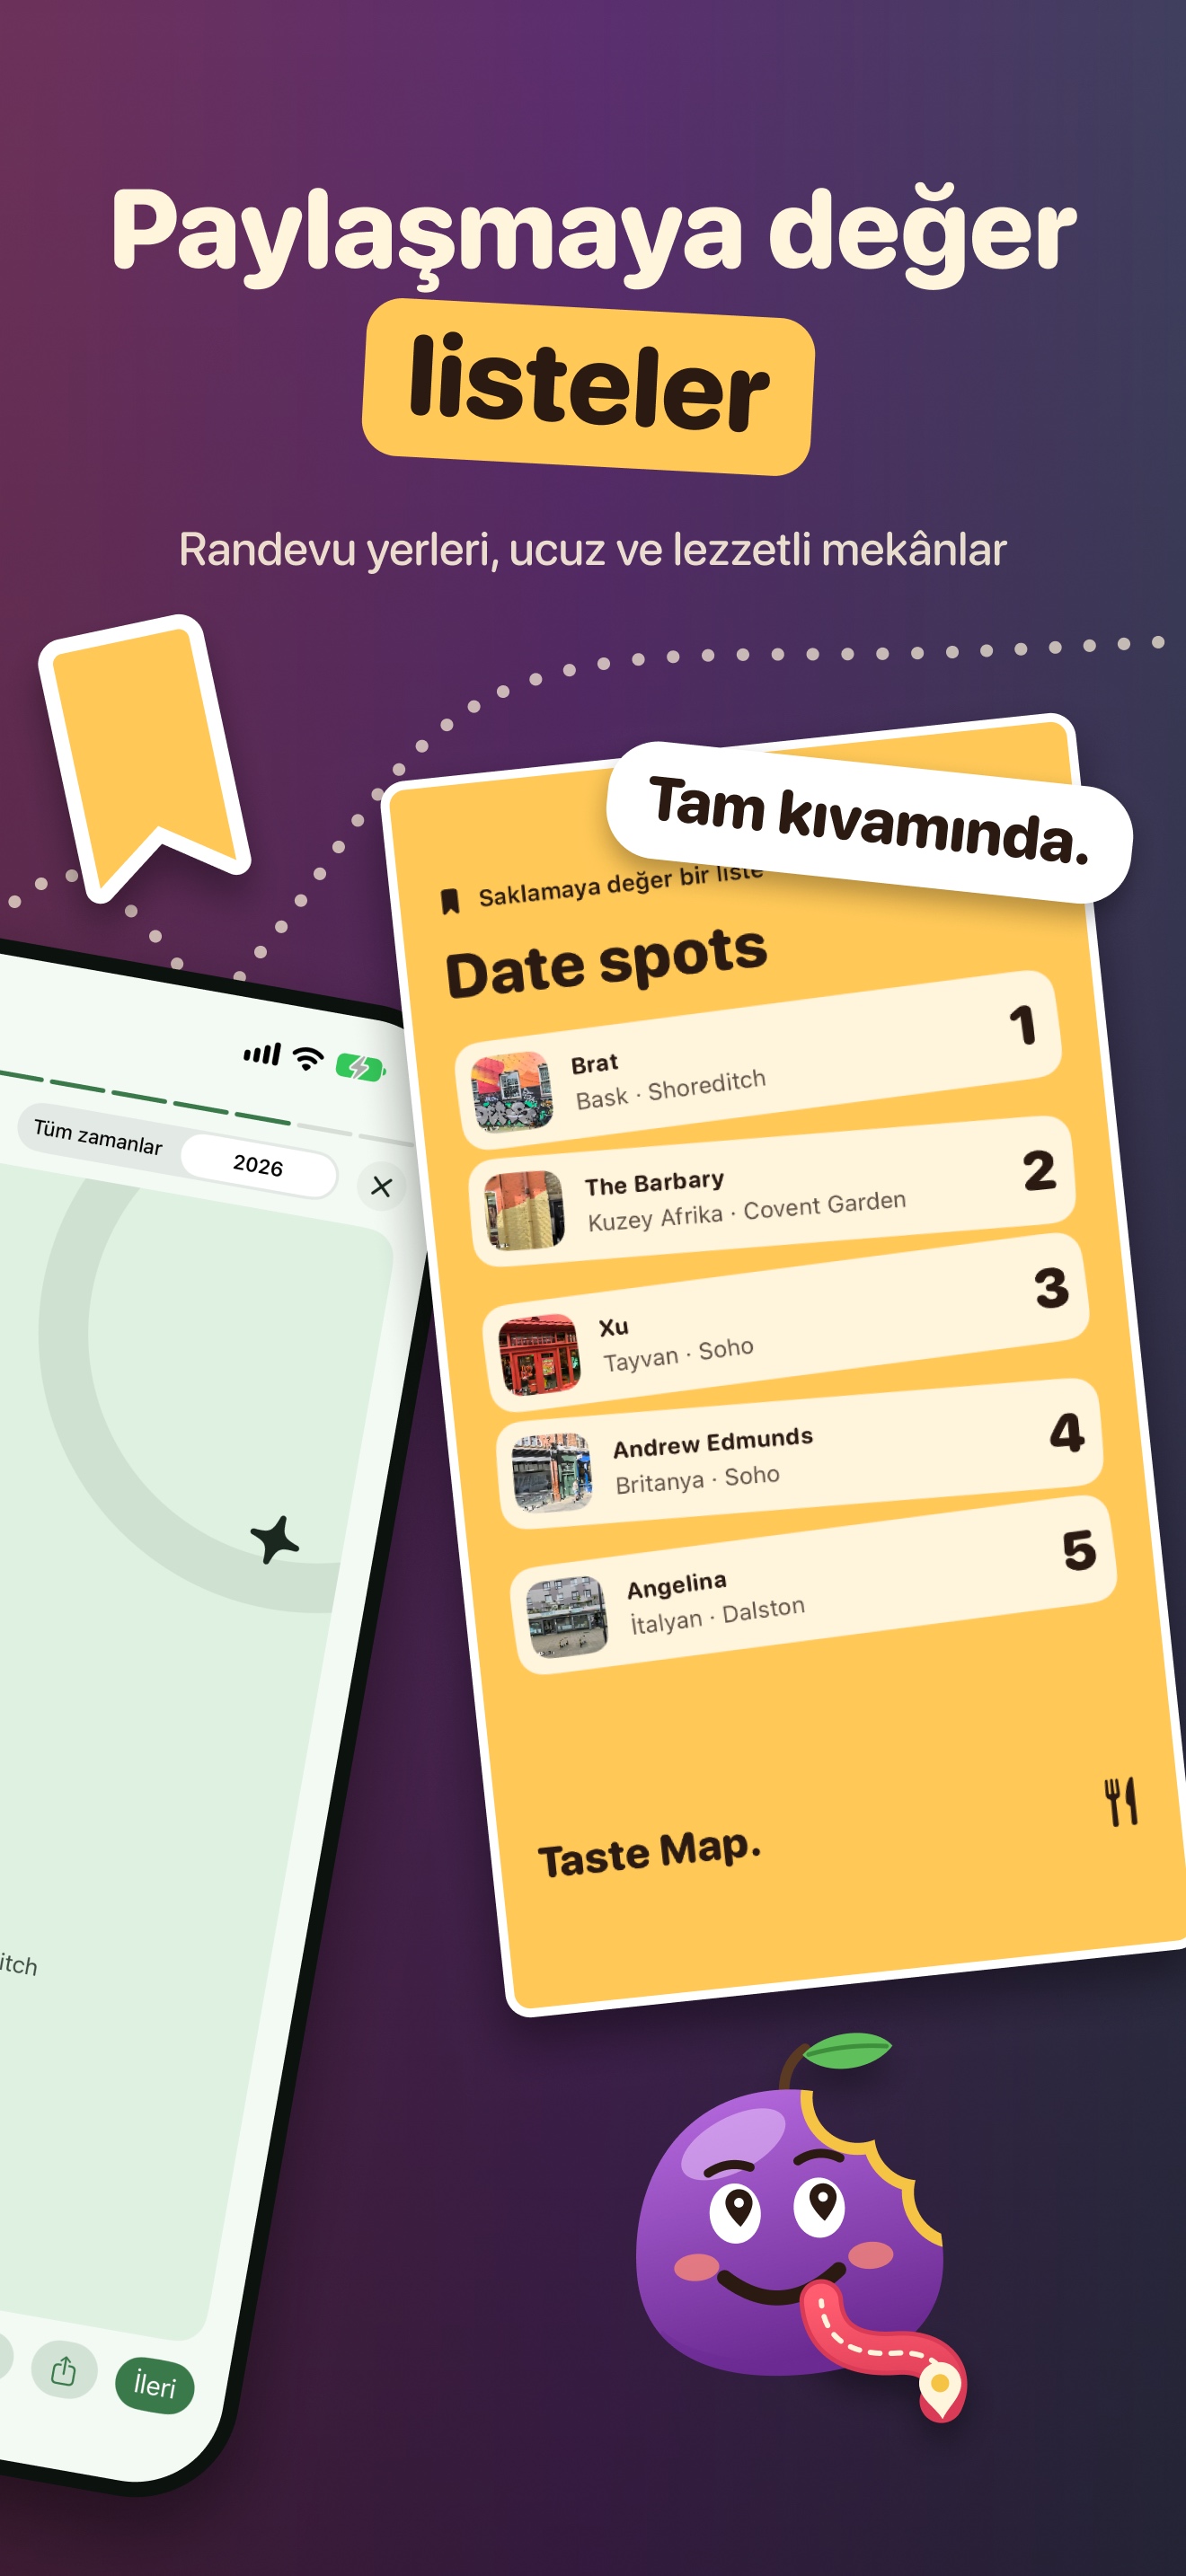 Paylaşmaya değer
listeler
Randevu yerleri, ucuz ve lezzetli mekânlar
Tam kıvamında.
Saklamaya değer bir liste
Date spots
Brat
Bask · Shoreditch
1
The Barbary
Kuzey Afrika · Covent Garden
2
Xu
Tayvan · Soho
3
Andrew Edmunds
Britanya · Soho
4
Angelina
İtalyan · Dalston
5
Taste Map.
Tüm zamanlar
2026
itch
İleri